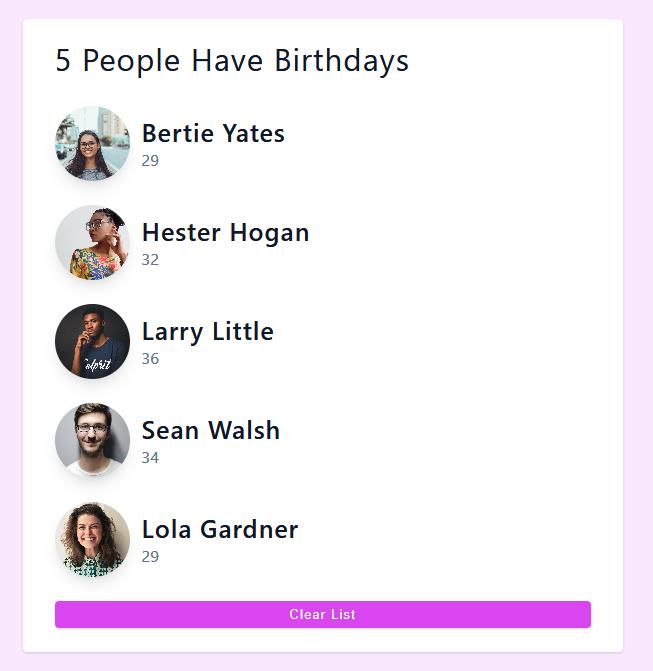 5 People Have Birthdays
Bertie Yates
29
Hester Hogan
32
Larry Little
36
Sean Walsh
34
Lola Gardner
29
Clear List